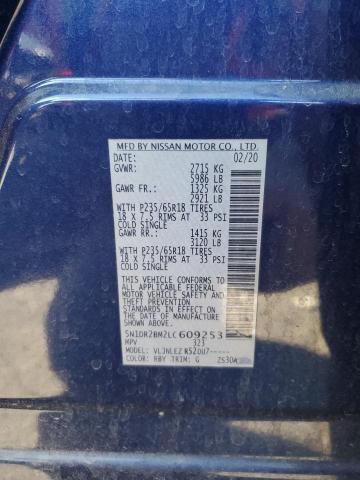 MFD BY NISSAN MOTOR CO., LTD.
DATE: 02/20
GVWR: 2715 KG
5986 LB
GAWR FR: 1325 KG
2921 LB
WITH P235/65R18 TIRES
18 X 7.5 RIMS AT 33 PSI
COLD SINGLE
GAWR RR: 1415 KG
3120 LB
WITH P235/65R18 TIRES
18 X 7.5 RIMS AT 33 PSI
COLD SINGLE
THIS VEHICLE CONFORMS TO
ALL APPLICABLE FEDERAL
MOTOR VEHICLE SAFETY
AND THEFT PREVENTION
STANDARDS IN EFFECT ON
THE DATE OF MANUFACTURE
SHOWN ABOVE.
5N1DR2BM2LC609253
MPV 323
MODEL: VLJNLEZ K52UU7-----
COLOR: RBY TRIM: G ZS30A